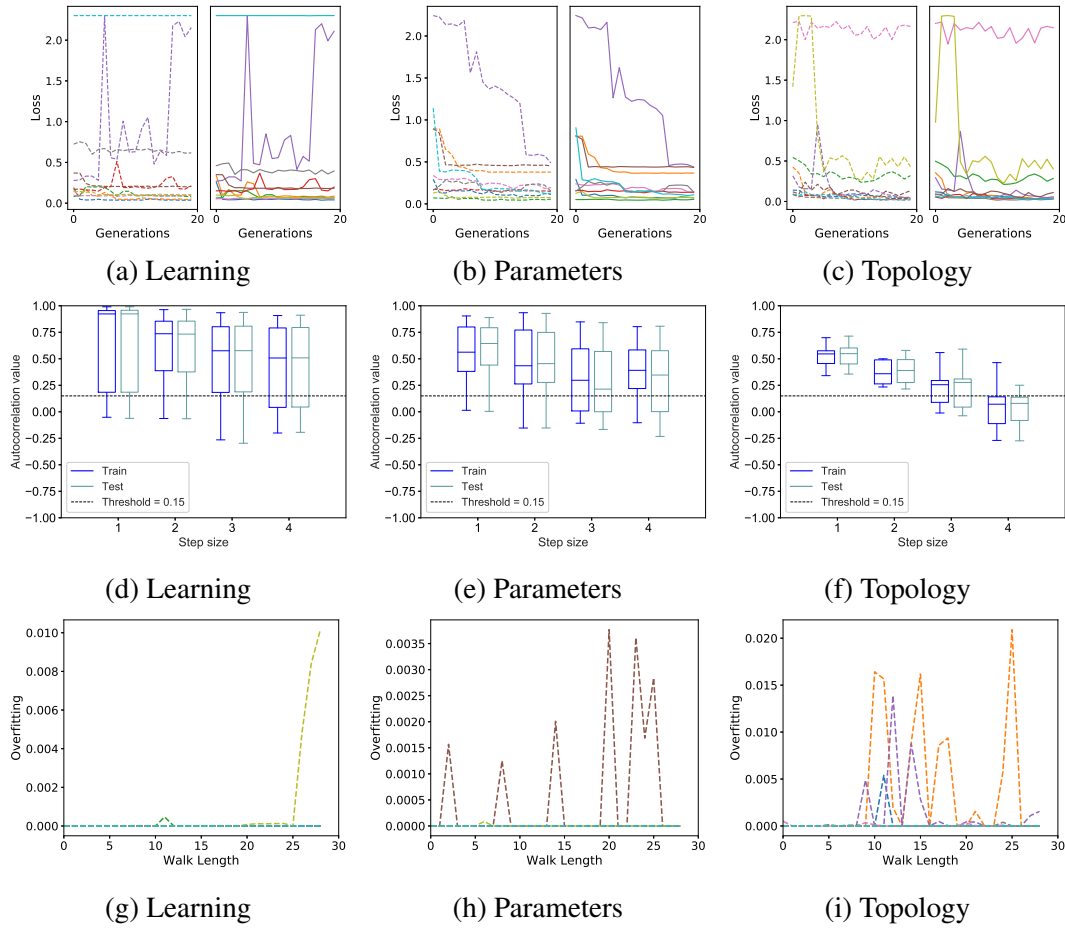 2.0
1.5
1.0
0.5
0.0
Loss
0
20
0
20
Generations
Generations
2.0
1.5
1.0
0.5
0.0
Loss
0
20
0
20
Generations
Generations
2.0
1.5
1.0
0.5
0.0
Loss
0
20
0
20
Generations
Generations
(a) Learning
(b) Parameters
(c) Topology
1.00
0.75
0.50
0.25
0.00
−0.25
−0.50
−0.75
−1.00
Autocorrelation value
Train
Test
Threshold = 0.15
1 2 3 4
Step size
1.00
0.75
0.50
0.25
0.00
−0.25
−0.50
−0.75
−1.00
Autocorrelation value
Train
Test
Threshold = 0.15
1 2 3 4
Step size
1.00
0.75
0.50
0.25
0.00
−0.25
−0.50
−0.75
−1.00
Autocorrelation value
Train
Test
Threshold = 0.15
1 2 3 4
Step size
(d) Learning
(e) Parameters
(f) Topology
0.010
0.008
0.006
0.004
0.002
0.000
Overfitting
0 5 10 15 20 25 30
Walk Length
0.0035
0.0030
0.0025
0.0020
0.0015
0.0010
0.0005
0.0000
Overfitting
0 5 10 15 20 25 30
Walk Length
0.020
0.015
0.010
0.005
0.000
Overfitting
0 5 10 15 20 25 30
Walk Length
(g) Learning
(h) Parameters
(i) Topology